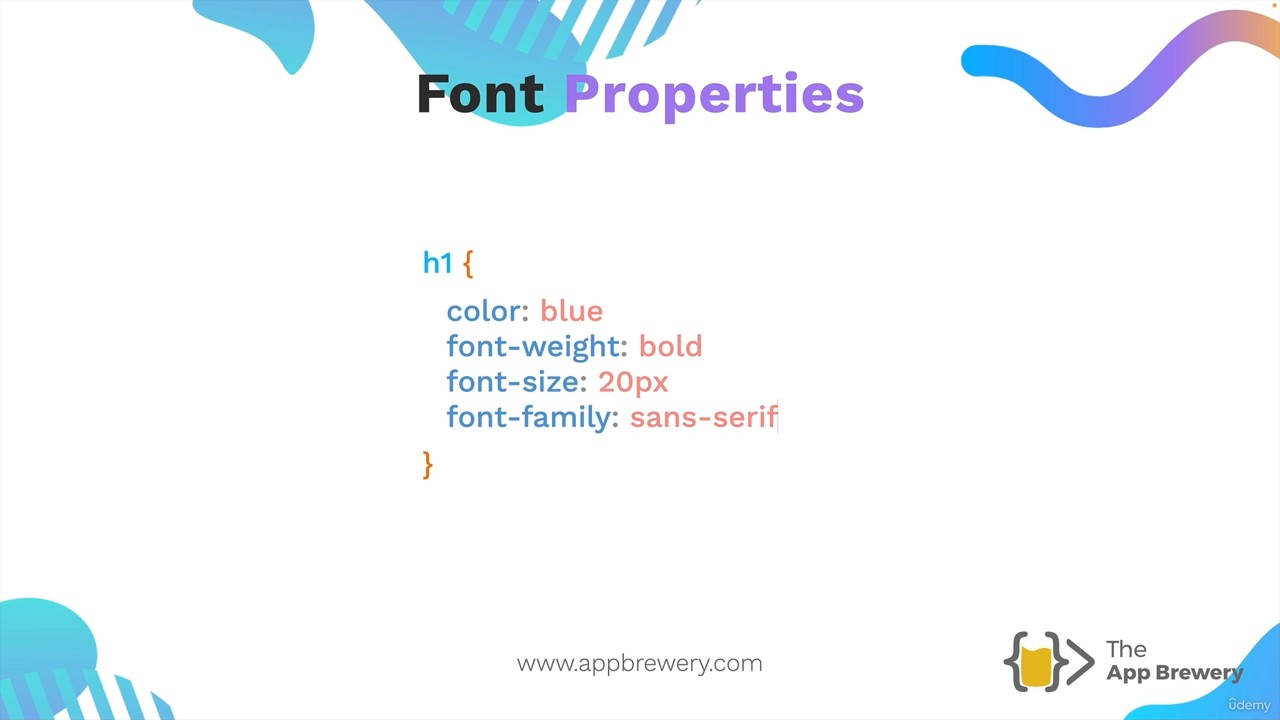 Font Properties
h1 {
color: blue
font-weight: bold
font-size: 20px
font-family: sans-serif
}
www.appbrewery.com
The
App Brewery
ûdemy